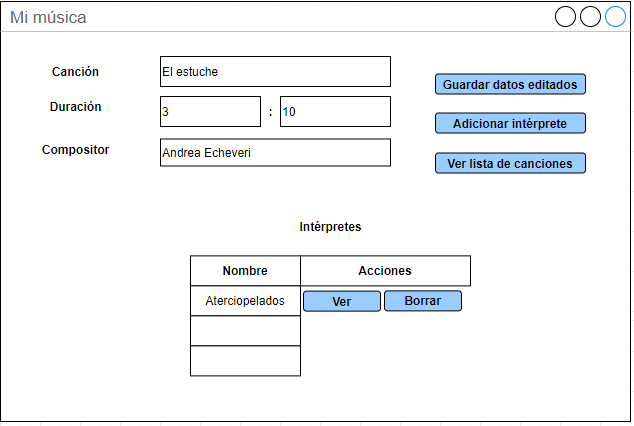 Mi música
Canción
El estuche
Guardar datos editados
Duración
3 : 10
Adicionar intérprete
Compositor
Andrea Echeveri
Ver lista de canciones
Intérpretes
Nombre Acciones
Aterciopelados Ver Borrar